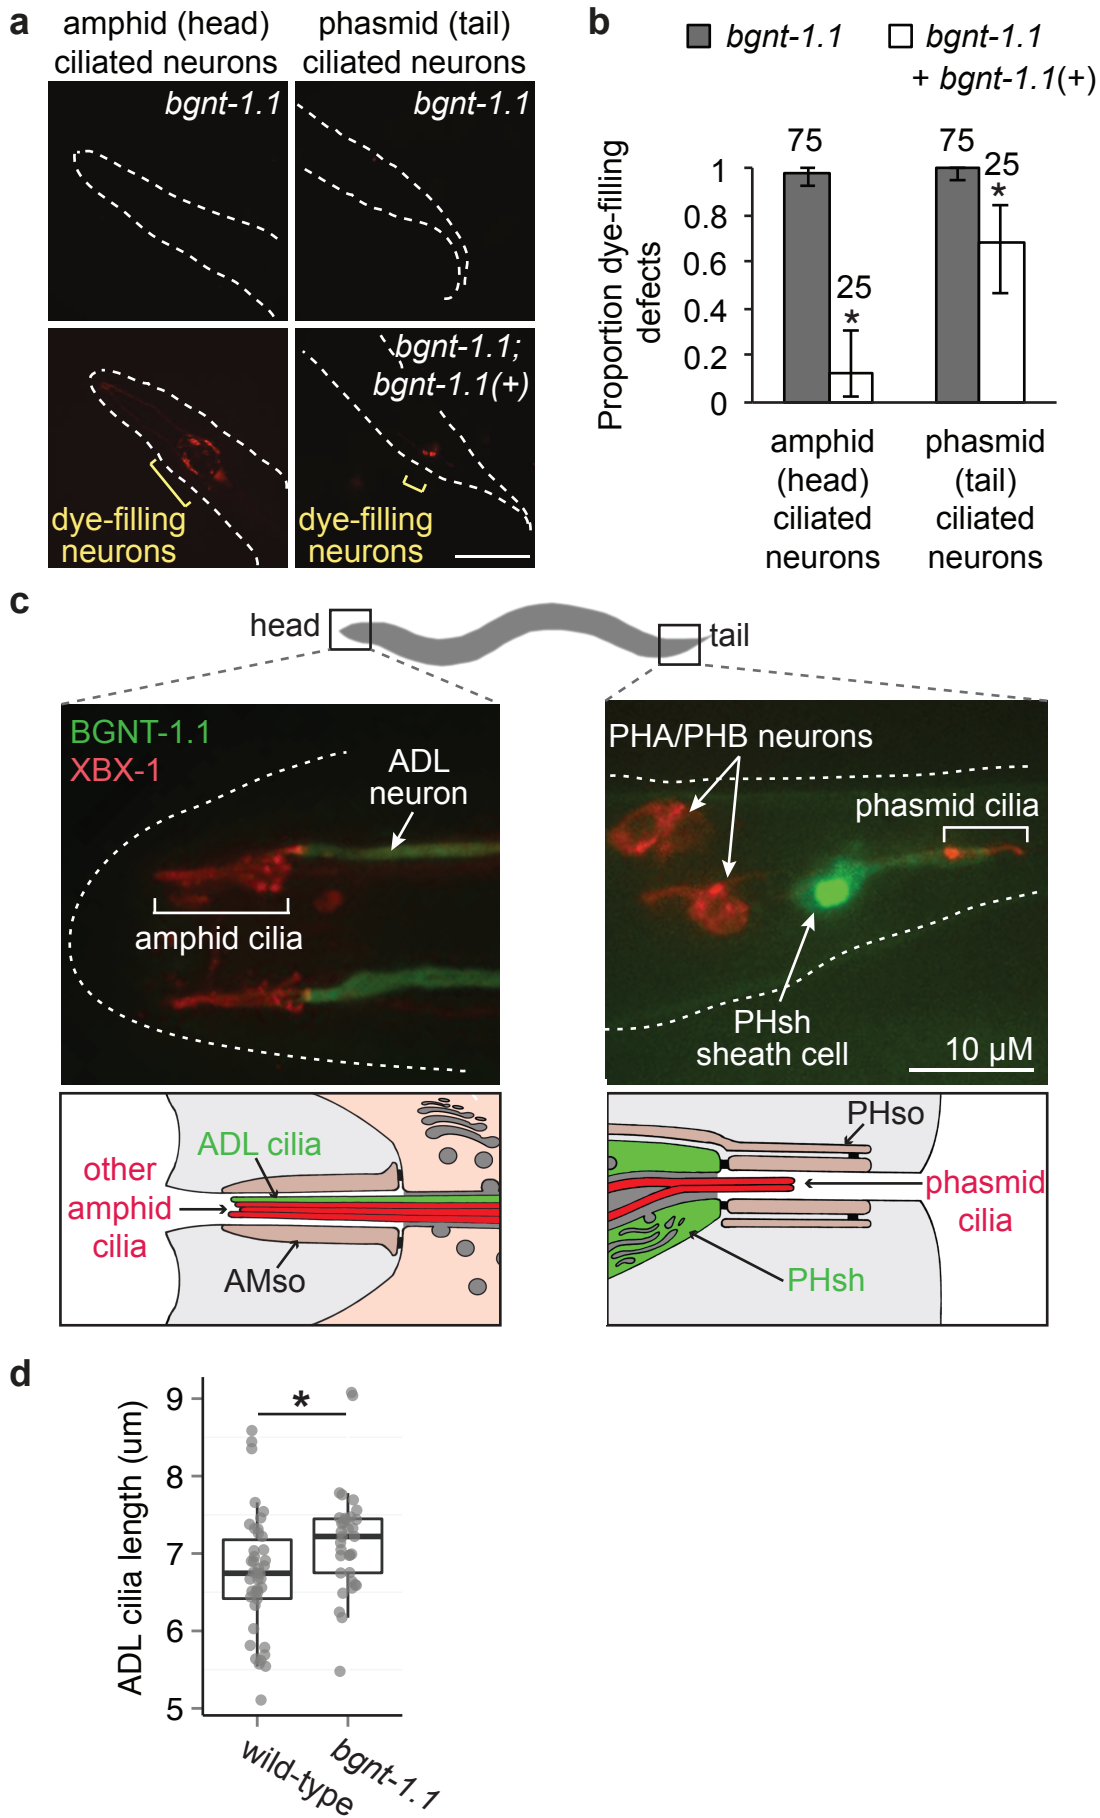 a
amphid (head)
ciliated neurons
phasmid (tail)
ciliated neurons
bgnt-1.1
bgnt-1.1
bgnt-1.1;
bgnt-1.1(+)
dye-filling
neurons
dye-filling
neurons
b
bgnt-1.1
bgnt-1.1
+ bgnt-1.1(+)
Proportion dye-filling
defects
1
0.8
0.6
0.4
0.2
0
75
25
*
75
25
*
amphid
(head)
ciliated
neurons
phasmid
(tail)
ciliated
neurons
c
head
tail
BGNT-1.1
XBX-1
ADL
neuron
amphid cilia
PHA/PHB neurons
phasmid cilia
PHsh
sheath cell
10 µM
ADL cilia
other
amphid
cilia
AMso
PHso
phasmid
cilia
PHsh
d
ADL cilia length (um)
9
8
7
6
5
*
wild-type
bgnt-1.1